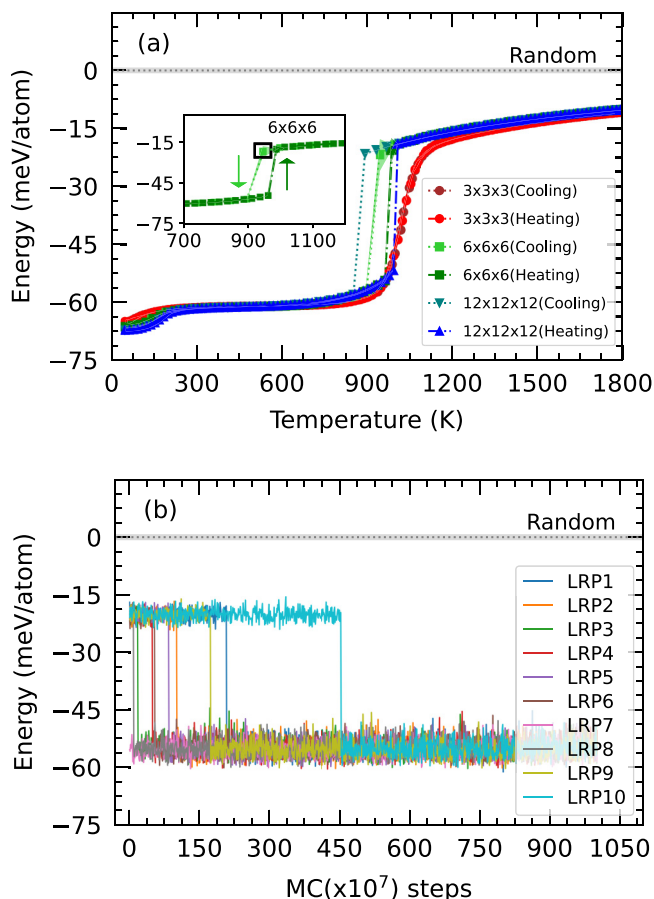 (a)
Random
0
−15
−30
−45
−60
−75
Energy (meV/atom)
6x6x6
−15
−45
−75
700 900 1100
3x3x3(Cooling)
3x3x3(Heating)
6x6x6(Cooling)
6x6x6(Heating)
12x12x12(Cooling)
12x12x12(Heating)
0 300 600 900 1200 1500 1800
Temperature (K)
(b)
Random
0
−15
−30
−45
−60
−75
Energy (meV/atom)
LRP1
LRP2
LRP3
LRP4
LRP5
LRP6
LRP7
LRP8
LRP9
LRP10
0 150 300 450 600 750 900 1050
MC(x10⁷) steps